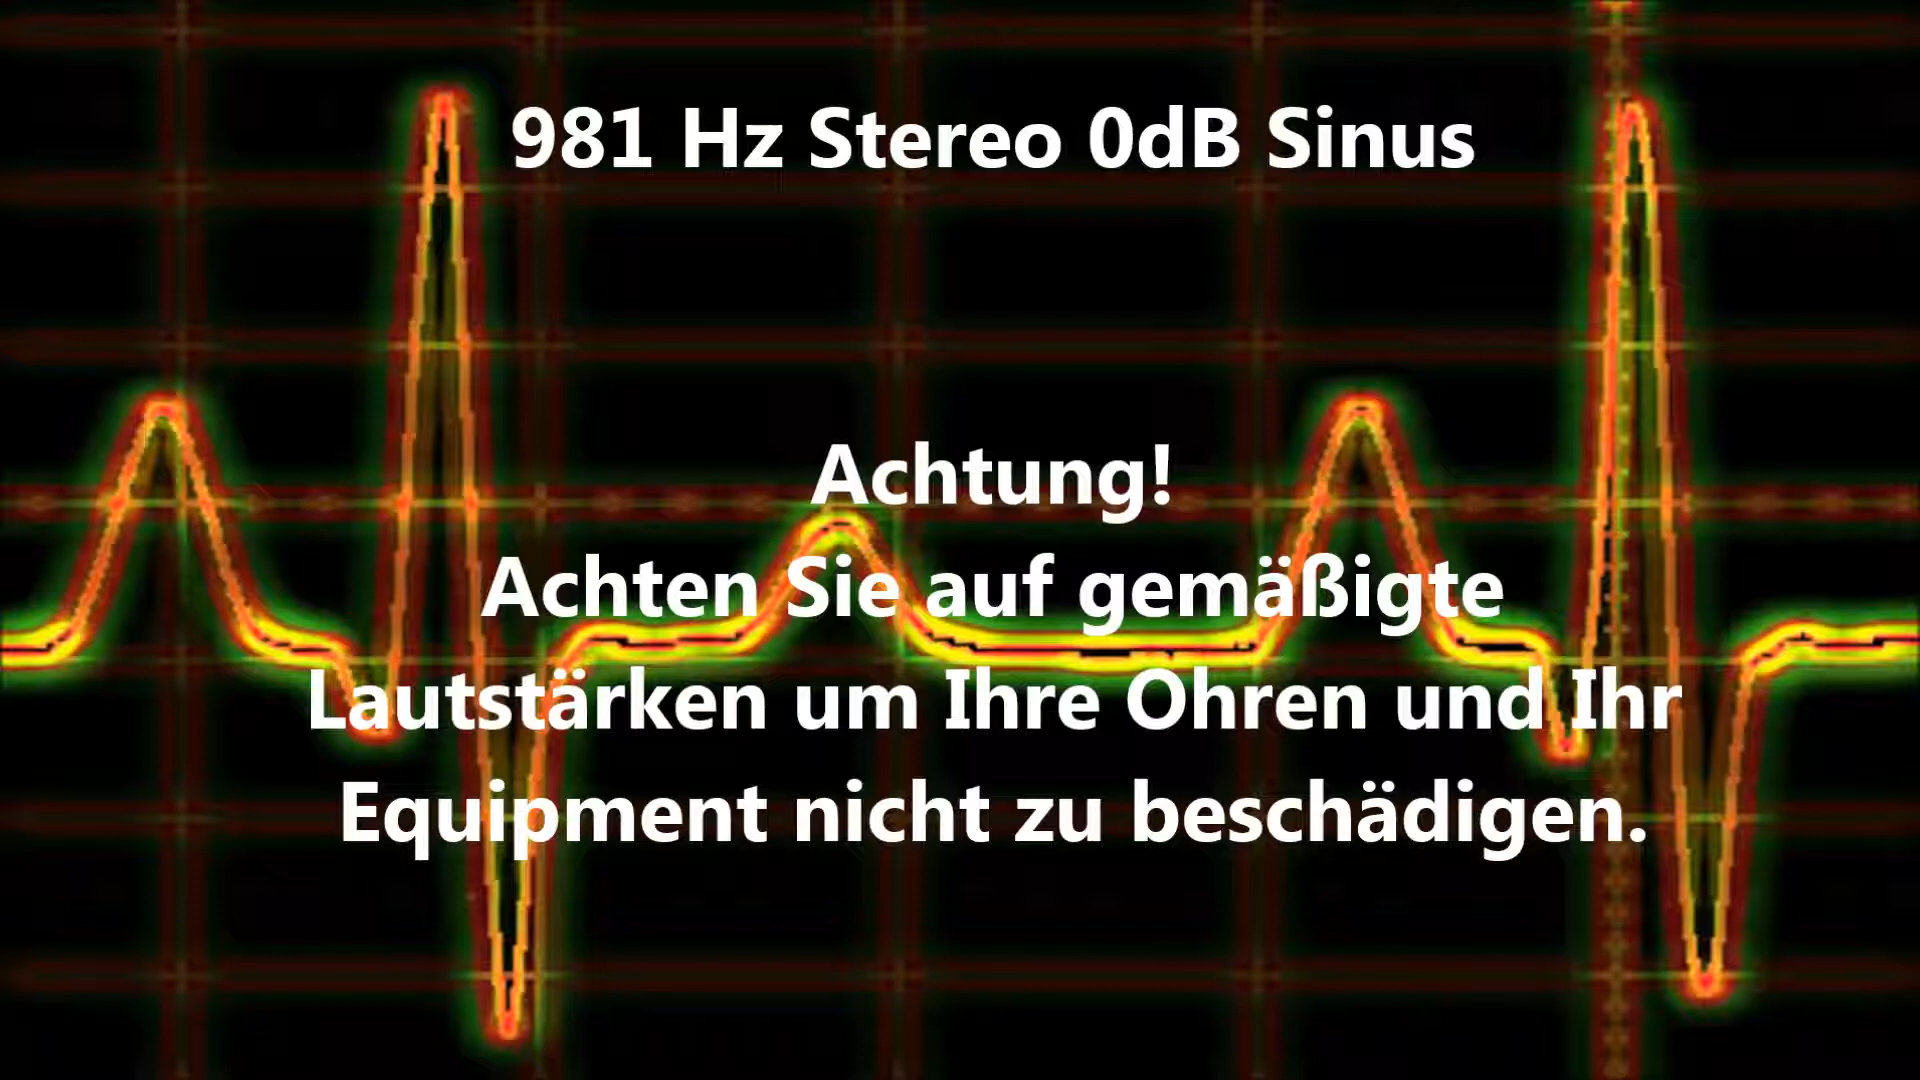 981 Hz Stereo 0dB Sinus
Achtung!
Achten Sie auf gemäßigte
Lautstärken um Ihre Ohren und Ihr
Equipment nicht zu beschädigen.